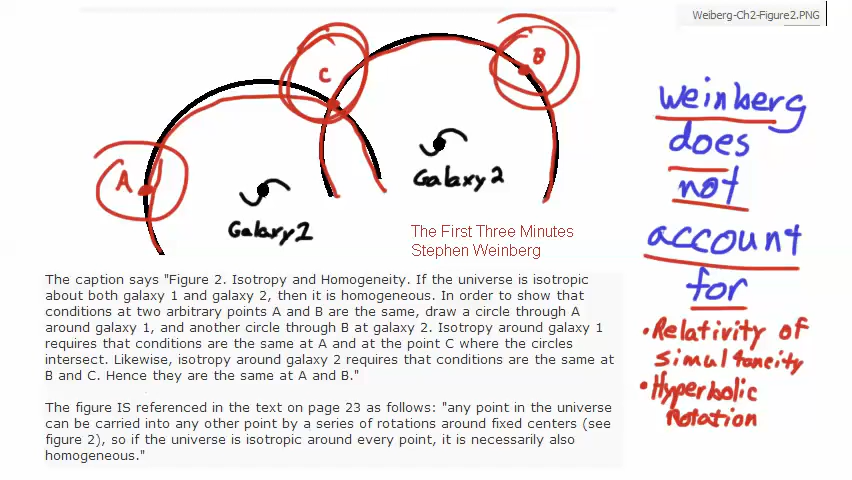 Weiberg-Ch2-Figure2.PNG
A
C
B
Galaxy2
Galaxy2
The First Three Minutes
Stephen Weinberg
weinberg
does
not
account
for
• Relativity of
simultaneity
• Hyperbolic
Rotation
The caption says "Figure 2. Isotropy and Homogeneity. If the universe is isotropic
about both galaxy 1 and galaxy 2, then it is homogeneous. In order to show that
conditions at two arbitrary points A and B are the same, draw a circle through A
around galaxy 1, and another circle through B at galaxy 2. Isotropy around galaxy 1
requires that conditions are the same at A and at the point C where the circles
intersect. Likewise, isotropy around galaxy 2 requires that conditions are the same at
B and C. Hence they are the same at A and B."
The figure IS referenced in the text on page 23 as follows: "any point in the universe
can be carried into any other point by a series of rotations around fixed centers (see
figure 2), so if the universe is isotropic around every point, it is necessarily also
homogeneous."